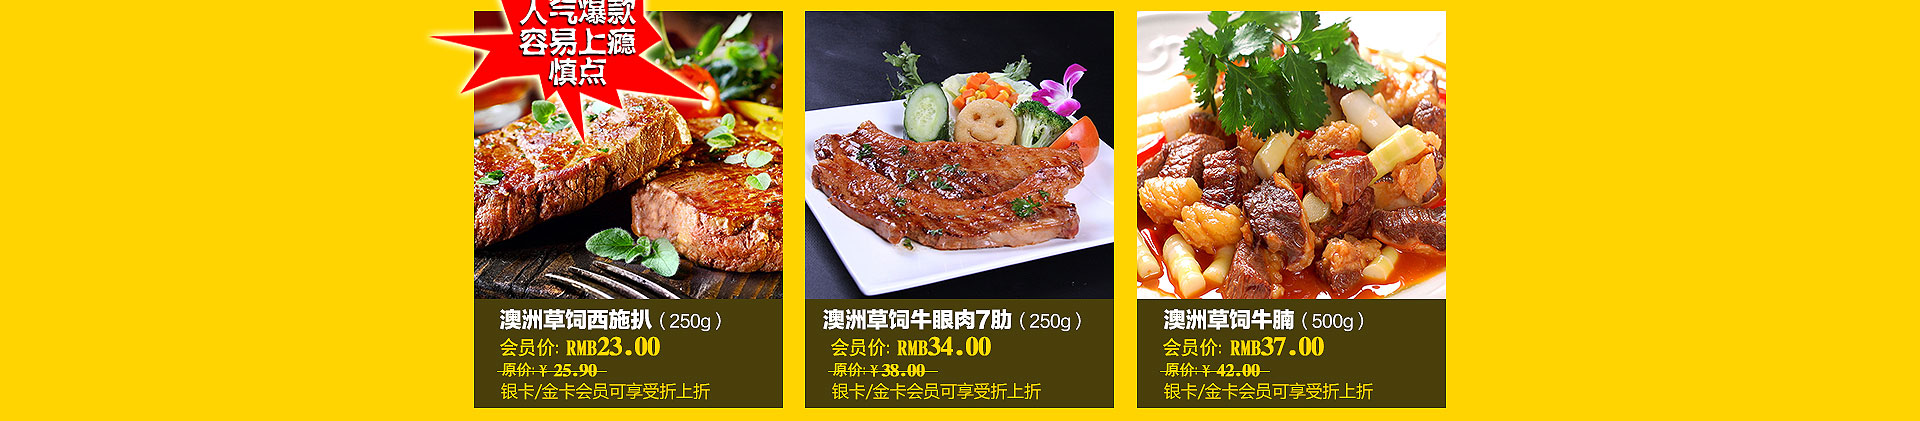 人气爆款
容易上瘾
慎点
澳洲草饲西施扒（250g）
会员价: RMB23.00
原价:¥ 25.90
银卡/金卡会员可享受折上折
澳洲草饲牛眼肉7肋（250g）
会员价: RMB34.00
原价:¥ 38.00
银卡/金卡会员可享受折上折
澳洲草饲牛腩（500g）
会员价: RMB37.00
原价:¥ 42.00
银卡/金卡会员可享受折上折